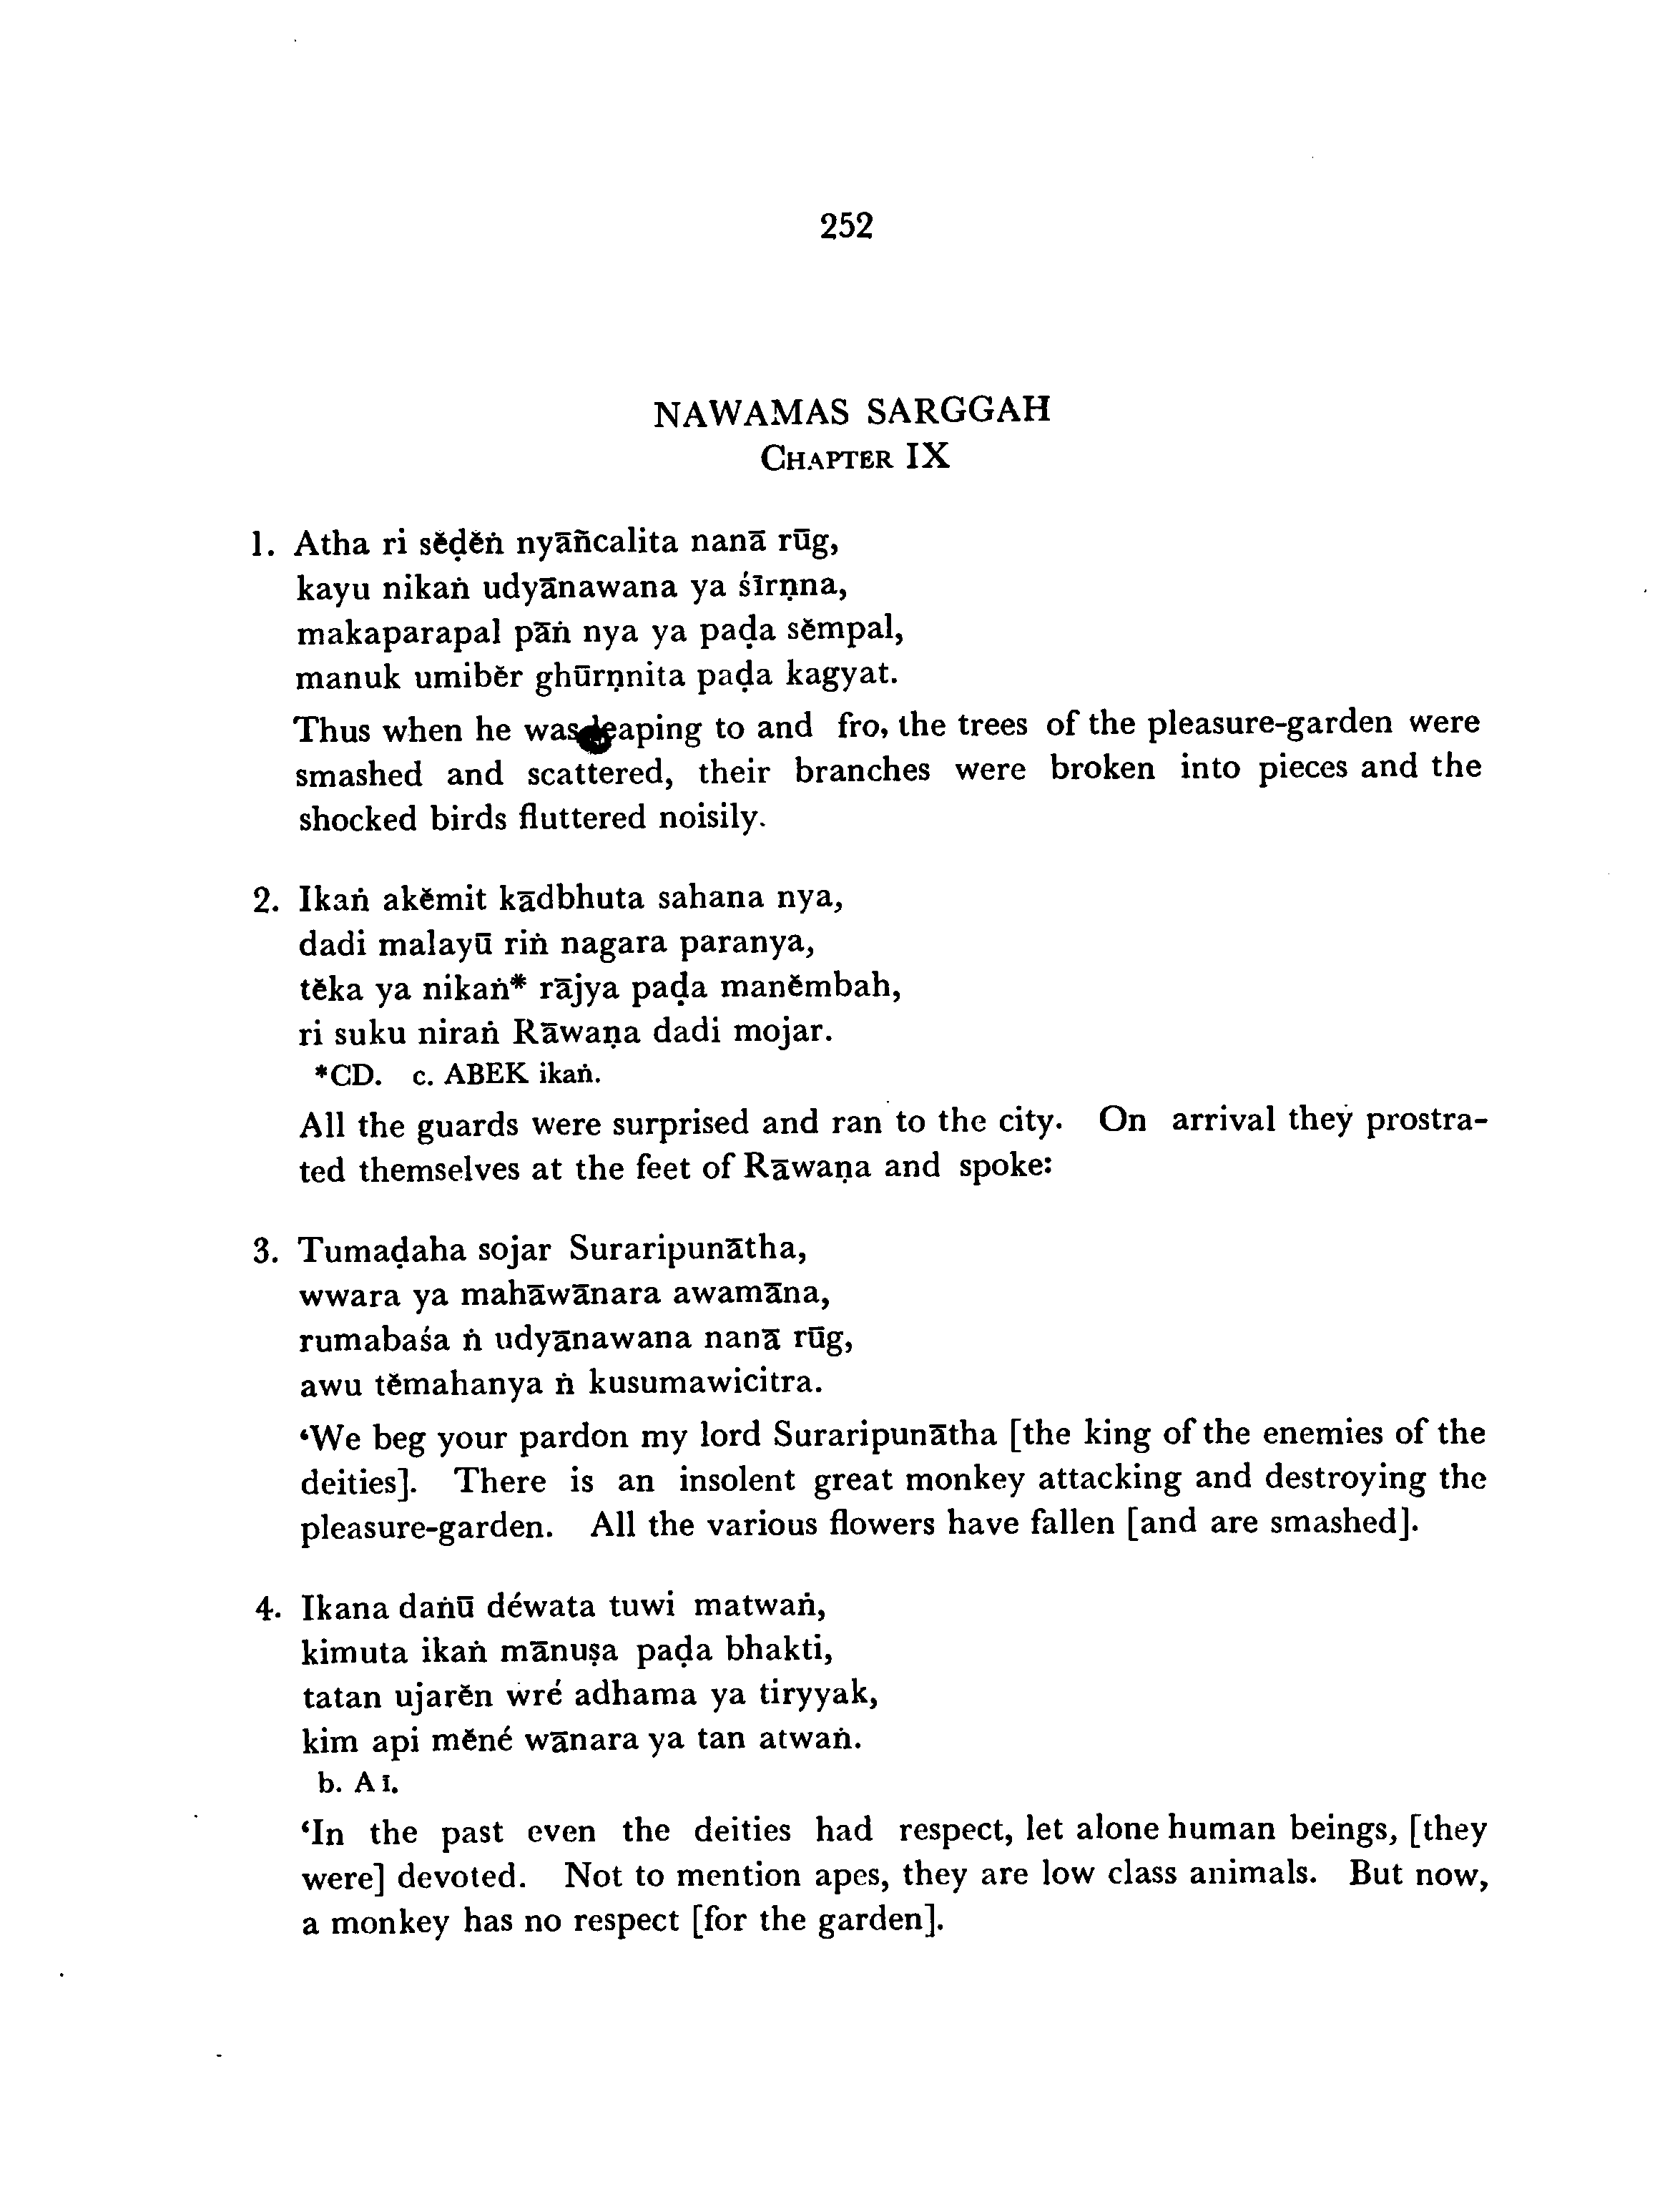 252
NAWAMAS SARGGAH
CHAPTER IX
1. Atha ri sĕḍĕṅ nyāñcalita nanā rūg,
kayu nikaṅ udyānawana ya śīrṇna,
makaparapal pāṅ nya ya paḍa sĕmpal,
manuk umibĕr ghūrṇnita paḍa kagyat.
Thus when he was leaping to and fro, the trees of the pleasure-garden were
smashed and scattered, their branches were broken into pieces and the
shocked birds fluttered noisily.
2. Ikaṅ akĕmit kādbhuta sahana nya,
dadi malayū riṅ nagara paranya,
tĕka ya nikaṅ* rājya paḍa manĕmbah,
ri suku niraṅ Rāwaṇa dadi mojar.
*CD. c. ABEK ikaṅ.
All the guards were surprised and ran to the city. On arrival they prostra-
ted themselves at the feet of Rāwaṇa and spoke:
3. Tumaḍaha sojar Suraripunātha,
wwara ya mahāwānara awamāna,
rumabaśa ṅ udyānawana nanā rūg,
awu tĕmahanya ṅ kusumawicitra.
‘We beg your pardon my lord Suraripunātha [the king of the enemies of the
deities]. There is an insolent great monkey attacking and destroying the
pleasure-garden. All the various flowers have fallen [and are smashed].
4. Ikana daṅū déwata tuwi matwaṅ,
kimuta ikaṅ mānuṣa paḍa bhakti,
tatan ujarĕn wré adhama ya tiryyak,
kim api mĕné wānara ya tan atwaṅ.
b. A ī.
‘In the past even the deities had respect, let alone human beings, [they
were] devoted. Not to mention apes, they are low class animals. But now,
a monkey has no respect [for the garden].